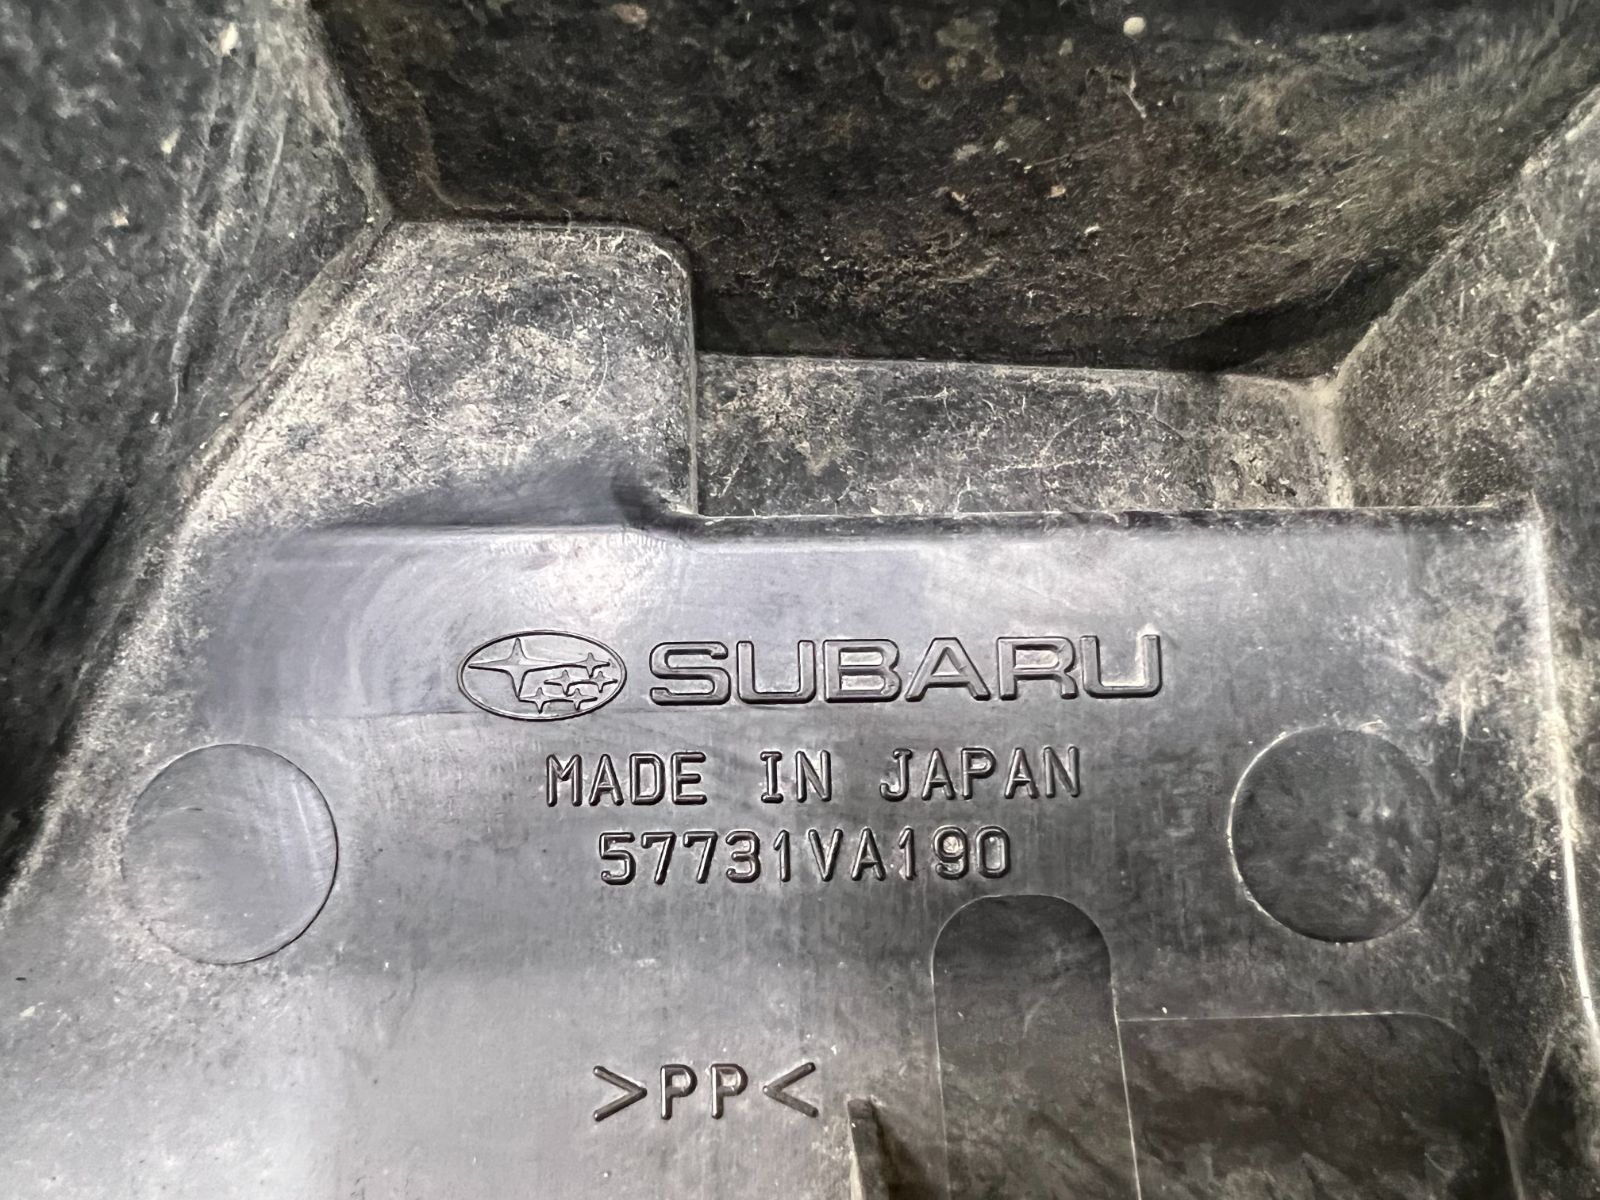 SUBARU
MADE IN JAPAN
57731VA190
>PP<